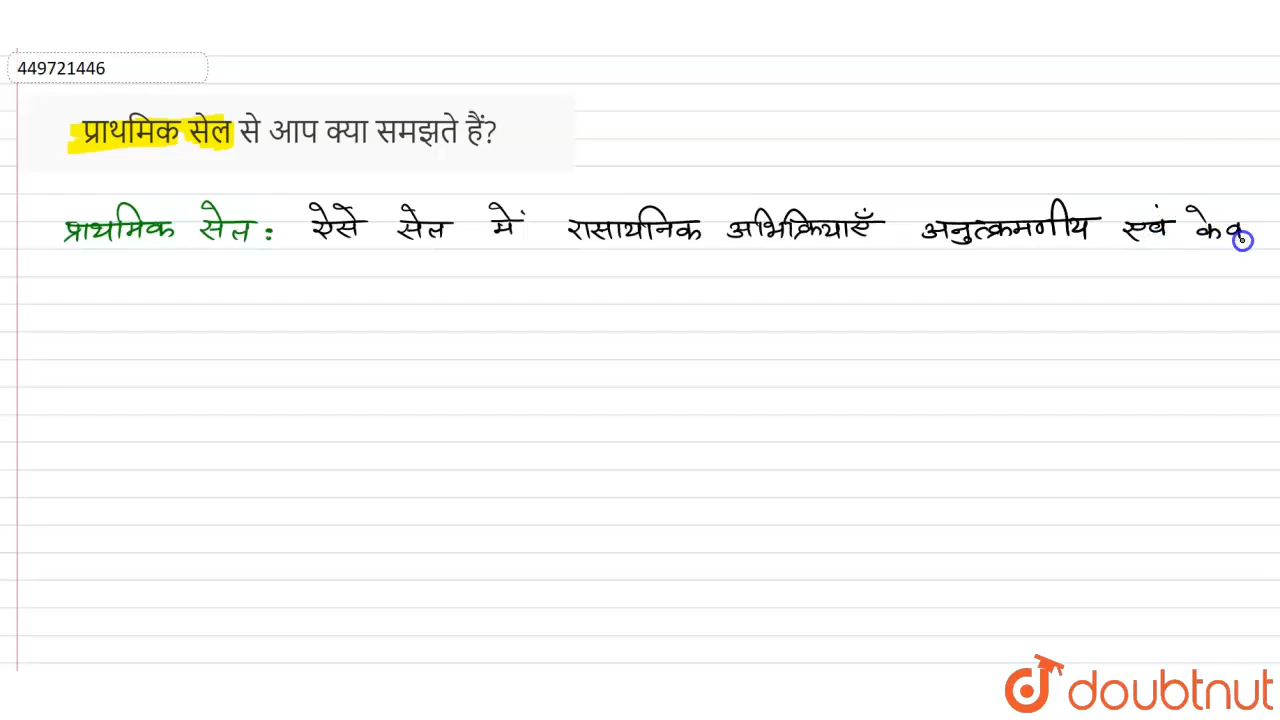 449721446
प्राथमिक सेल से आप क्या समझते हैं?
प्राथमिक सेल : ऐसे सेल में रासायनिक अभिक्रियाएँ अनुत्क्रमणीय एवं केव
doubtnut